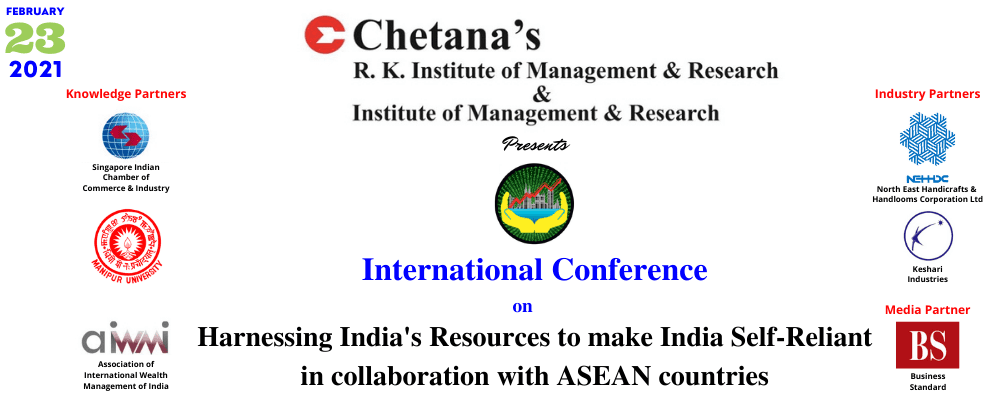 FEBRUARY
23
2021
Chetana's
R. K. Institute of Management & Research
&
Institute of Management & Research
Presents
International Conference
on
Harnessing India's Resources to make India Self-Reliant
in collaboration with ASEAN countries
Knowledge Partners
Singapore Indian
Chamber of
Commerce & Industry
MANIPUR UNIVERSITY
aiwmi
Association of
International Wealth
Management of India
Industry Partners
NEHHDC
North East Handicrafts &
Handlooms Corporation Ltd
Keshari
Industries
Media Partner
BS
Business
Standard